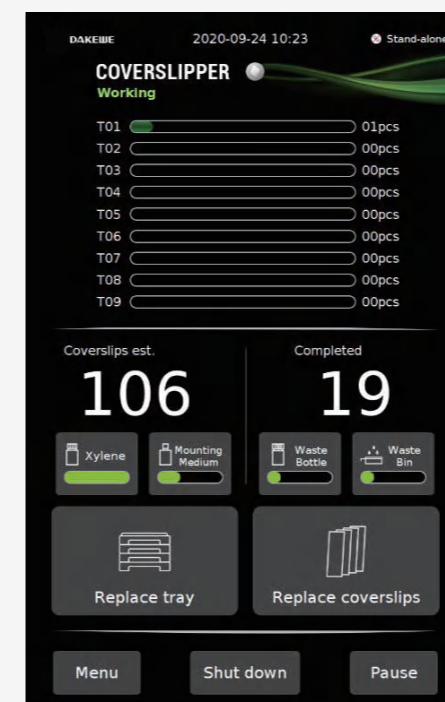 DAKEWE 2020-09-24 10:23 Stand-alone
COVERSLIPPER
Working
T01 01pcs
T02 00pcs
T03 00pcs
T04 00pcs
T05 00pcs
T06 00pcs
T07 00pcs
T08 00pcs
T09 00pcs
Coverslips est. Completed
106 19
Xylene Mounting Medium Waste Bottle Waste Bin
Replace tray Replace coverslips
Menu Shut down Pause